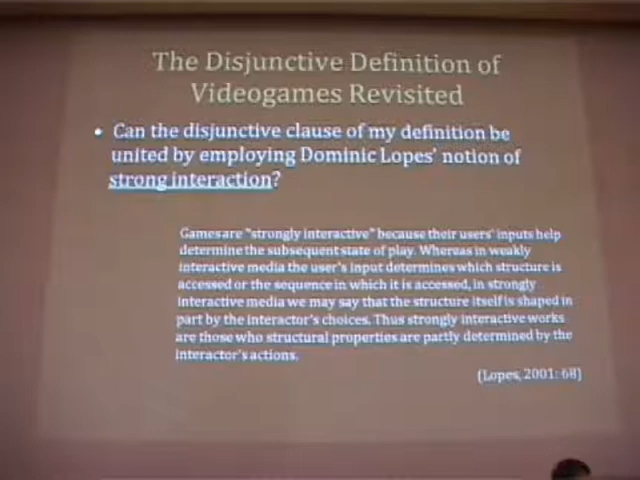 The Disjunctive Definition of
Videogames Revisited
• Can the disjunctive clause of my definition be
united by employing Dominic Lopes' notion of
strong interaction?
Games are "strongly interactive" because their users' inputs help
determine the subsequent state of play. Whereas in weakly
interactive media the user's input determines which structure is
accessed or the sequence in which it is accessed, in strongly
interactive media we may say that the structure itself is shaped in
part by the interactor's choices. Thus strongly interactive works
are those who structural properties are partly determined by the
interactor's actions.
(Lopes, 2001: 68)